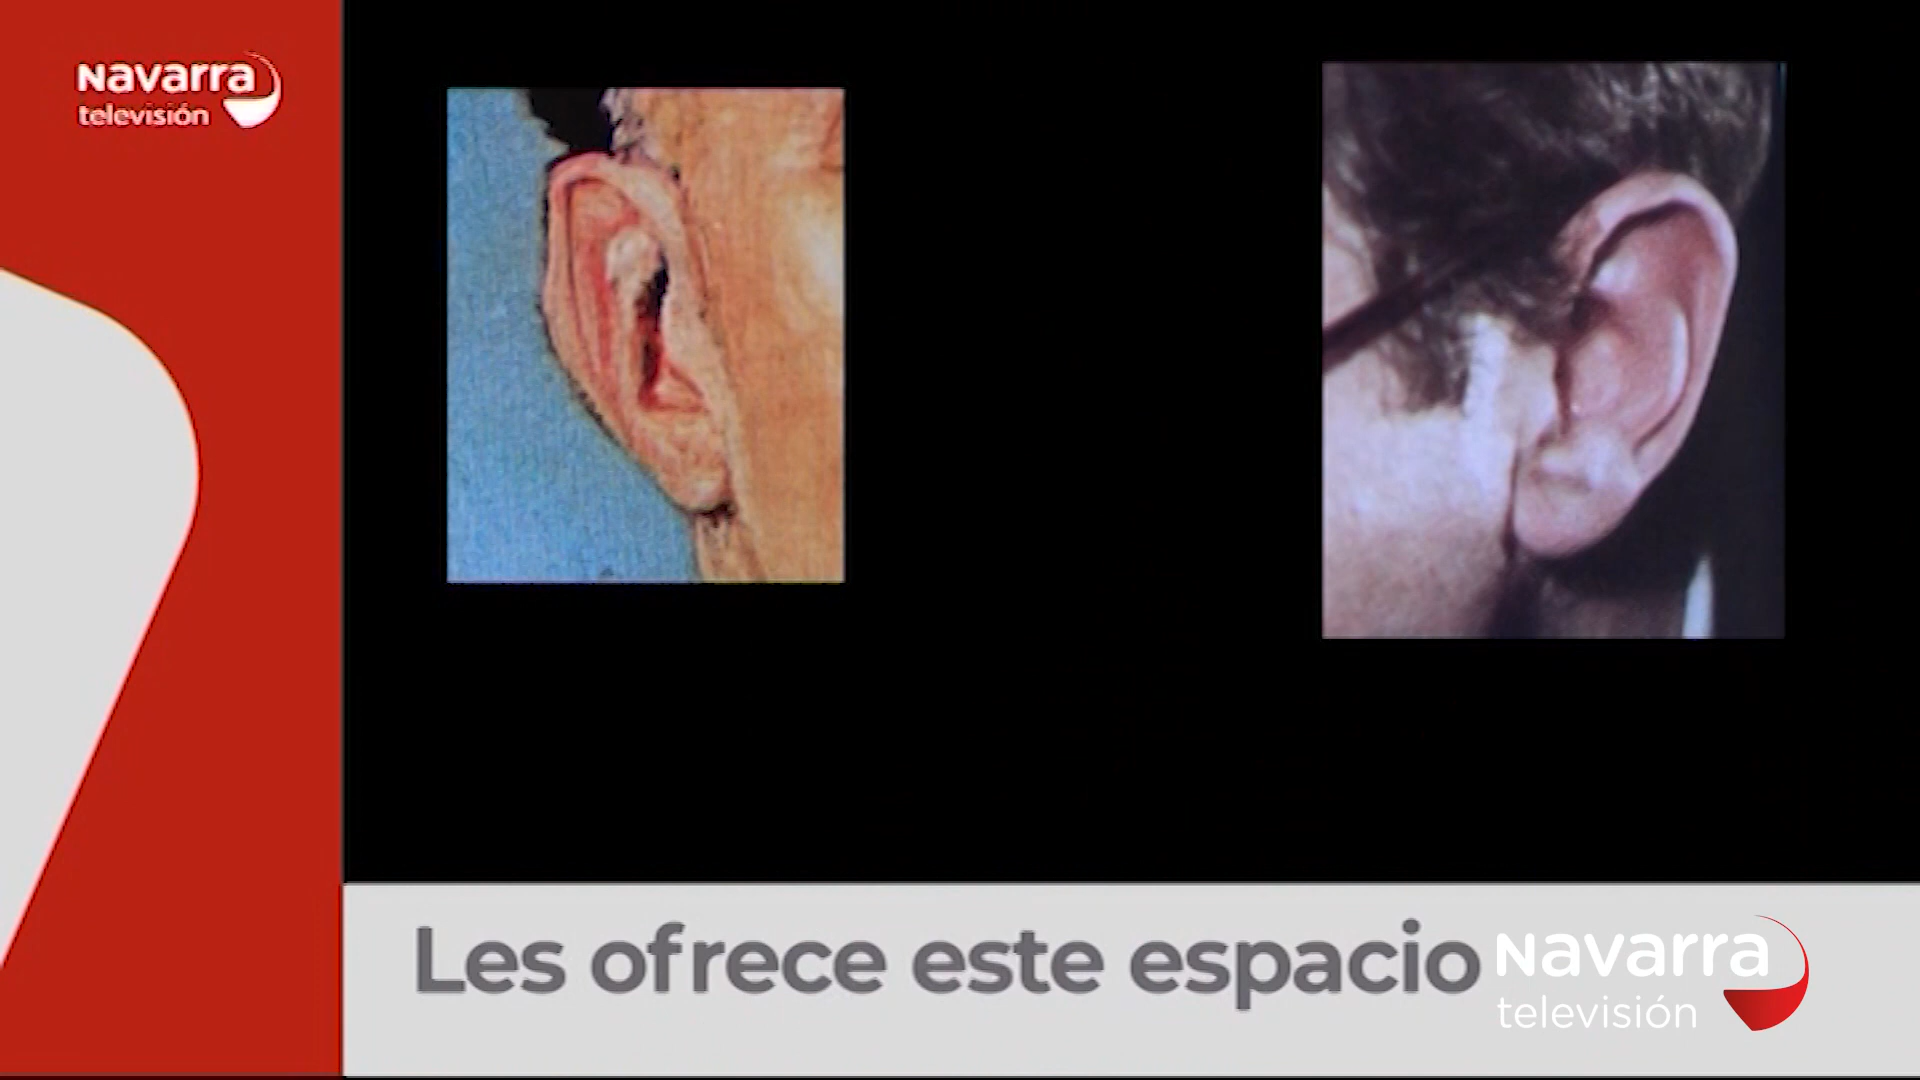 Navarra
televisión
Les ofrece este espacio
Navarra
televisión